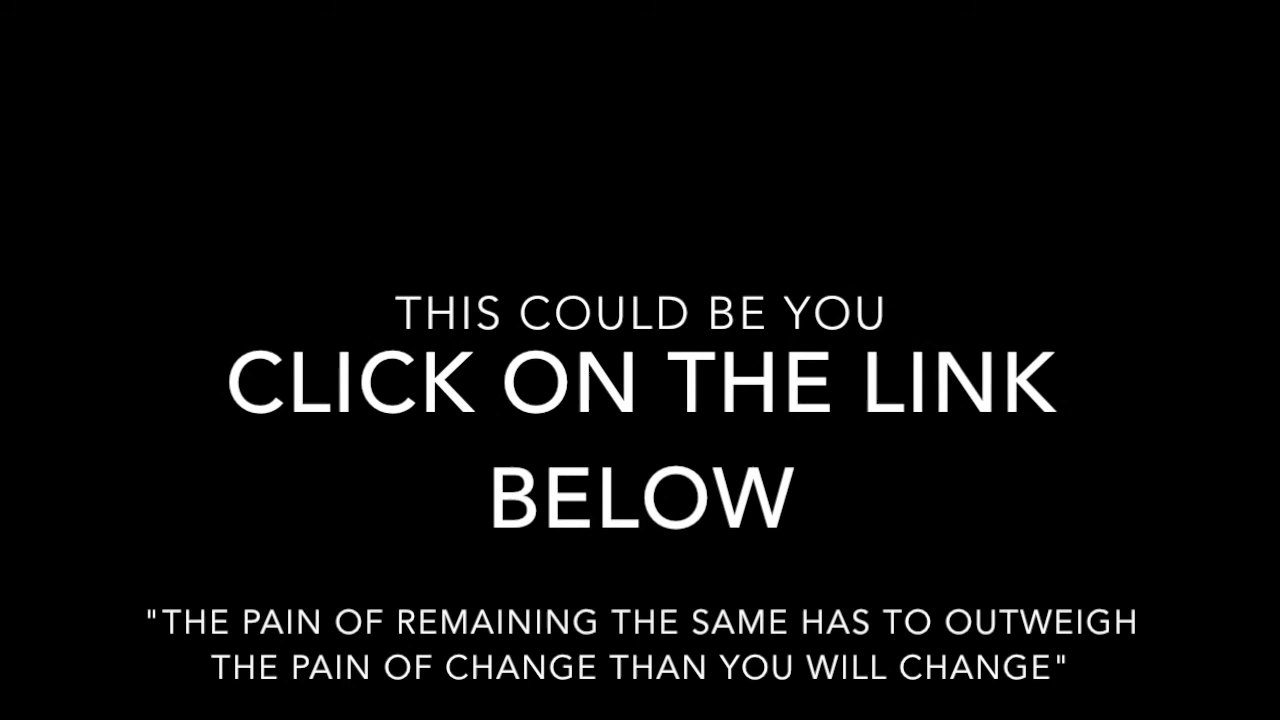 THIS COULD BE YOU
CLICK ON THE LINK
BELOW
"THE PAIN OF REMAINING THE SAME HAS TO OUTWEIGH
THE PAIN OF CHANGE THAN YOU WILL CHANGE"